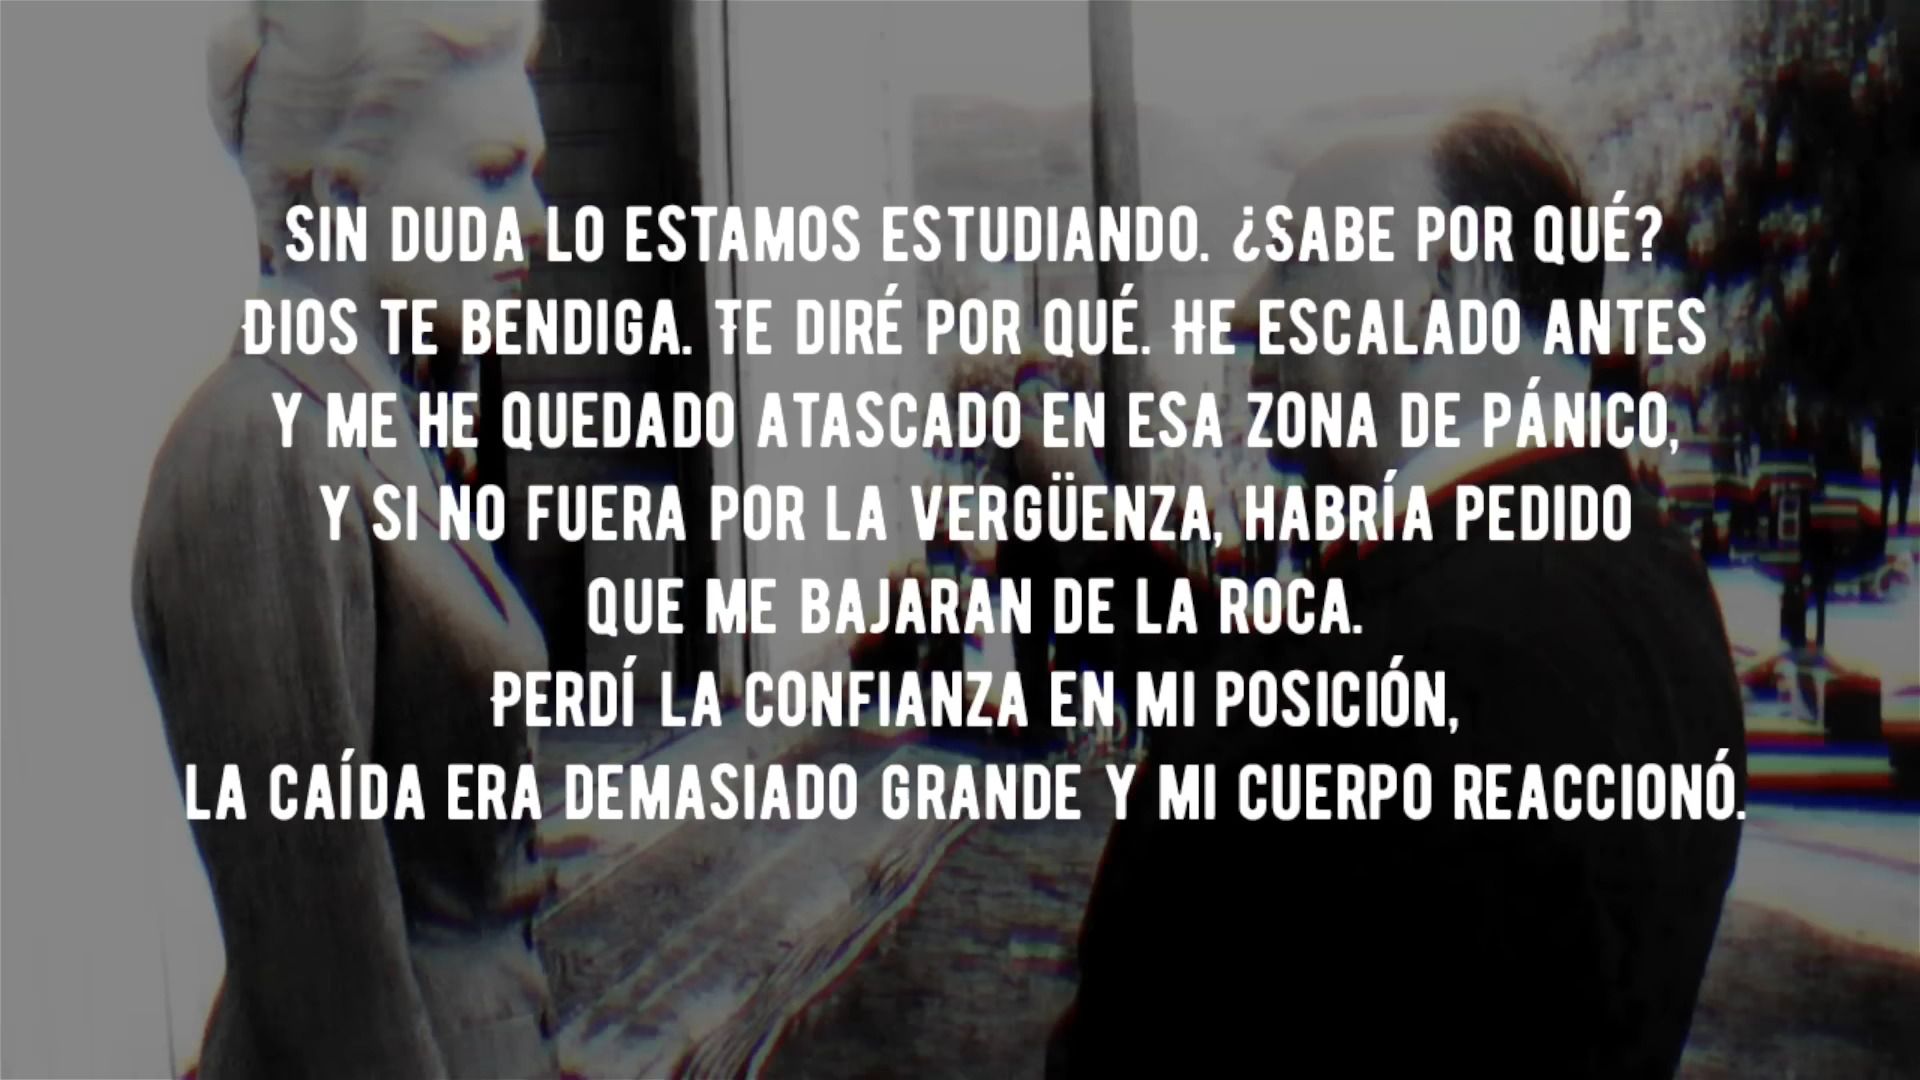 Sin duda lo estamos estudiando. ¿Sabe por qué?
Dios te bendiga. Te diré por qué. He escalado antes
y me he quedado atascado en esa zona de pánico,
y si no fuera por la vergüenza, habría pedido
que me bajaran de la roca.
Perdí la confianza en mi posición,
la caída era demasiado grande y mi cuerpo reaccionó.